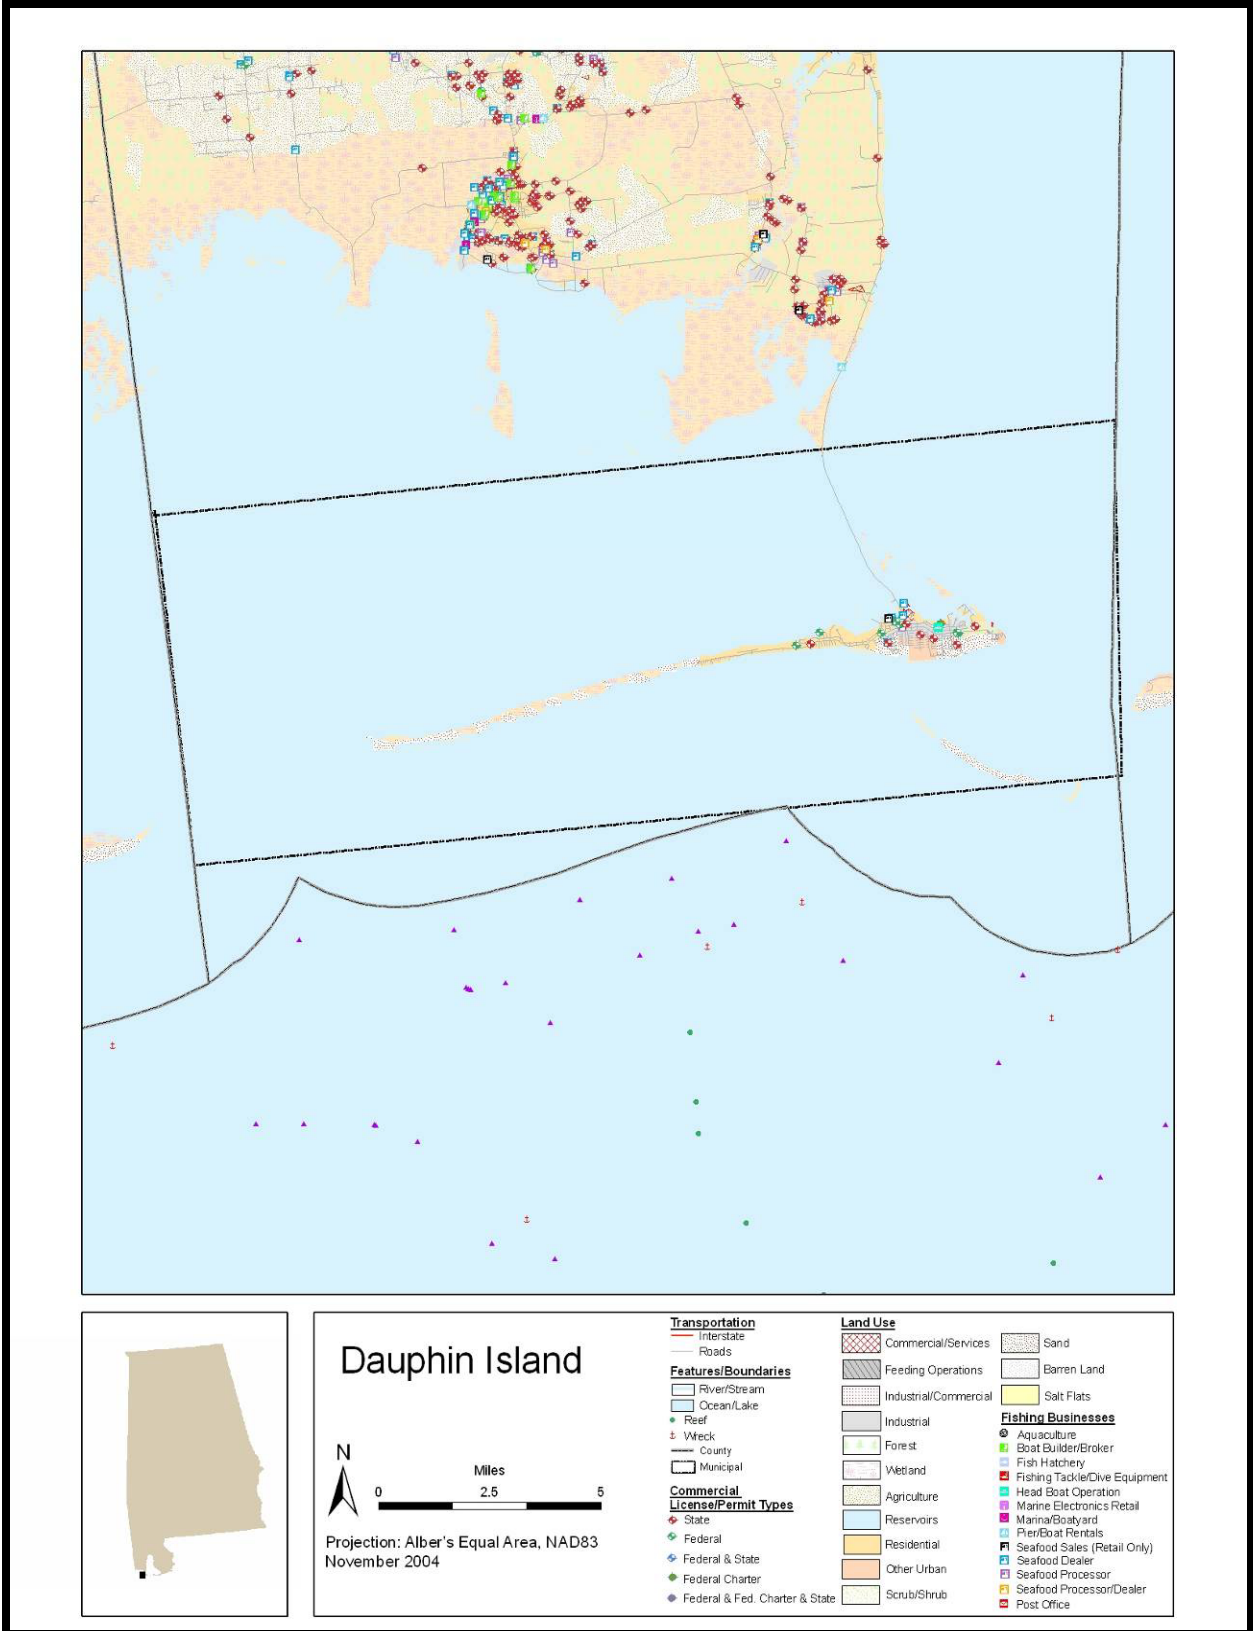 Dauphin Island
N
Miles
0 2.5 5
Projection: Alber's Equal Area, NAD83
November 2004
Transportation
Interstate
Roads
Features/Boundaries
River/Stream
Ocean/Lake
Reef
Wreck
County
Municipal
Commercial
License/Permit Types
State
Federal
Federal & State
Federal Charter
Federal & Fed. Charter & State
Land Use
Commercial/Services
Feeding Operations
Industrial/Commercial
Industrial
Forest
Wetland
Agriculture
Reservoirs
Residential
Other Urban
Scrub/Shrub
Sand
Barren Land
Salt Flats
Fishing Businesses
Aquaculture
Boat Builder/Broker
Fish Hatchery
Fishing Tackle/Dive Equipment
Head Boat Operation
Marine Electronics Retail
Marina/Boatyard
Pier/Boat Rentals
Seafood Sales (Retail Only)
Seafood Dealer
Seafood Processor
Seafood Processor/Dealer
Post Office